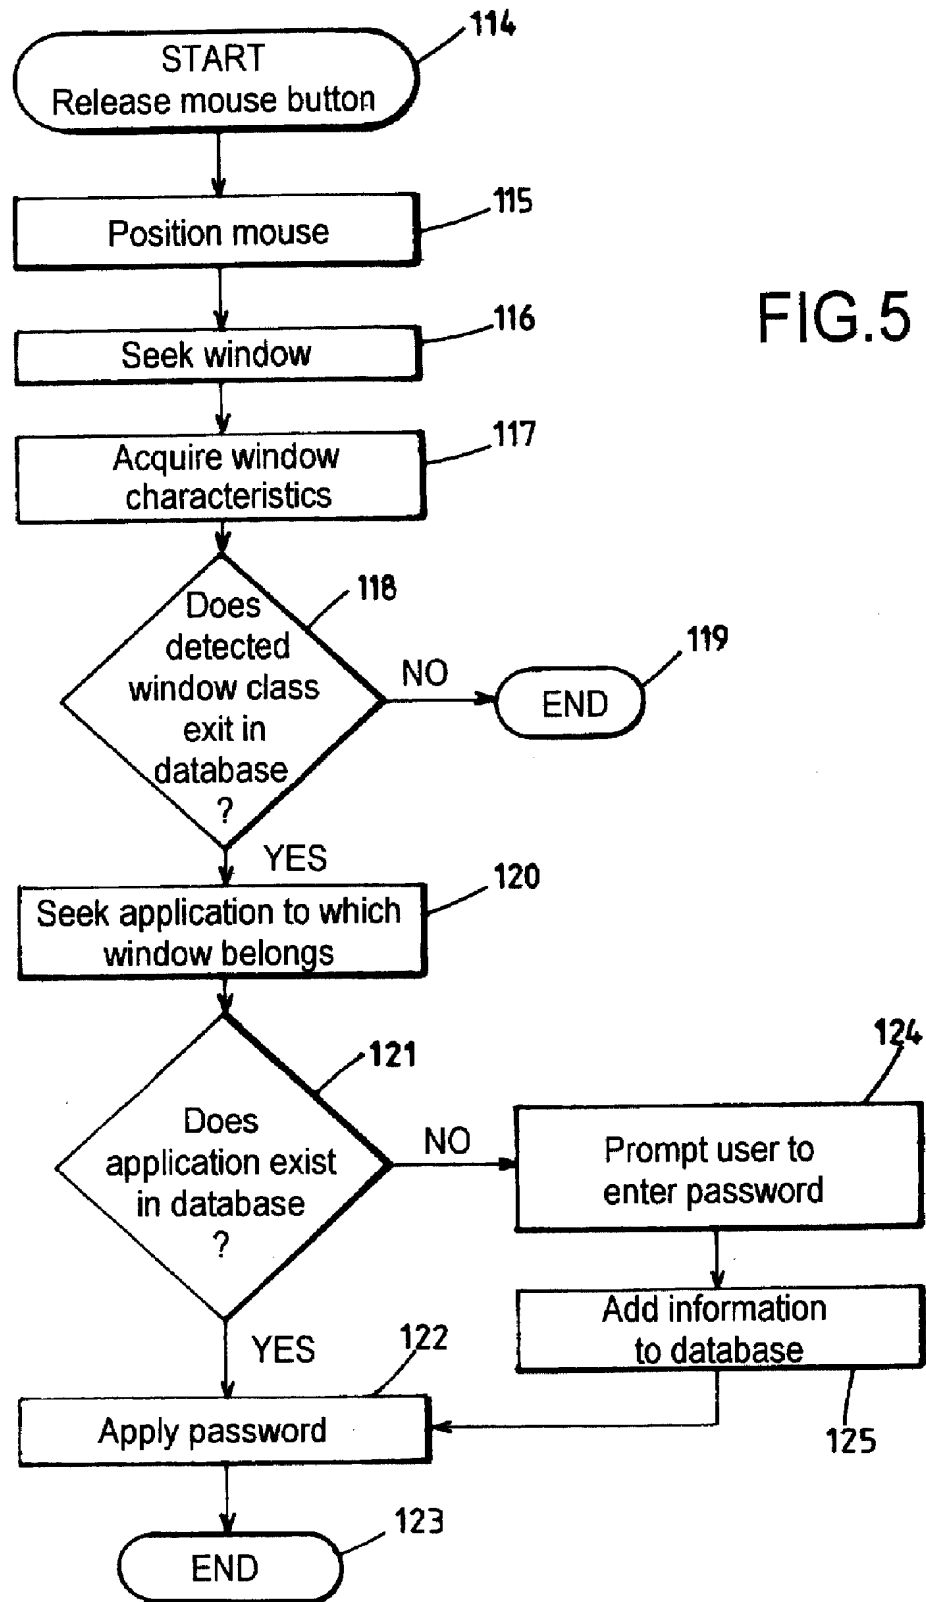 114
START
Release mouse button
115
Position mouse
FIG.5
116
Seek window
117
Acquire window
characteristics
118
Does
detected
window class
exit in
database
?
NO
119
END
YES
120
Seek application to which
window belongs
121
Does
application exist
in database
?
NO
124
Prompt user to
enter password
Add information
to database
125
YES
122
Apply password
123
END